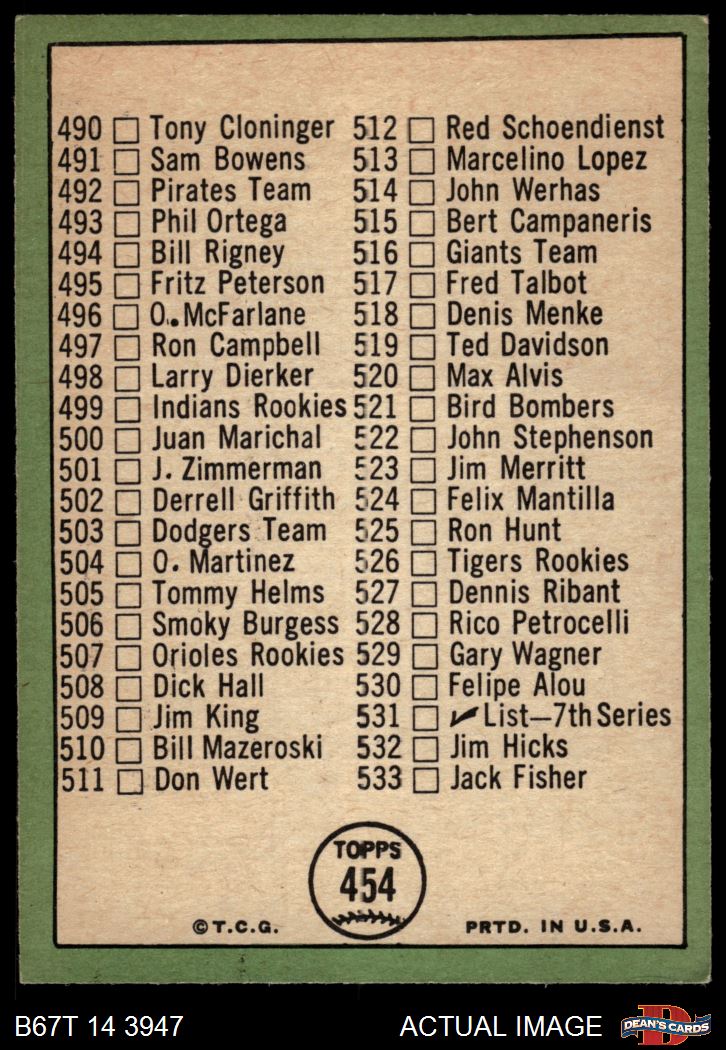 490 Tony Cloninger
491 Sam Bowens
492 Pirates Team
493 Phil Ortega
494 Bill Rigney
495 Fritz Peterson
496 O. McFarlane
497 Ron Campbell
498 Larry Dierker
499 Indians Rookies
500 Juan Marichal
501 J. Zimmerman
502 Derrell Griffith
503 Dodgers Team
504 O. Martinez
505 Tommy Helms
506 Smoky Burgess
507 Orioles Rookies
508 Dick Hall
509 Jim King
510 Bill Mazeroski
511 Don Wert
512 Red Schoendienst
513 Marcelino Lopez
514 John Werhas
515 Bert Campaneris
516 Giants Team
517 Fred Talbot
518 Denis Menke
519 Ted Davidson
520 Max Alvis
521 Bird Bombers
522 John Stephenson
523 Jim Merritt
524 Felix Mantilla
525 Ron Hunt
526 Tigers Rookies
527 Dennis Ribant
528 Rico Petrocelli
529 Gary Wagner
530 Felipe Alou
531 ✓ List—7th Series
532 Jim Hicks
533 Jack Fisher
TOPPS
454
©T.C.G.
PRTD. IN U.S.A.
B67T 14 3947
ACTUAL IMAGE
D
DEAN'S CARDS